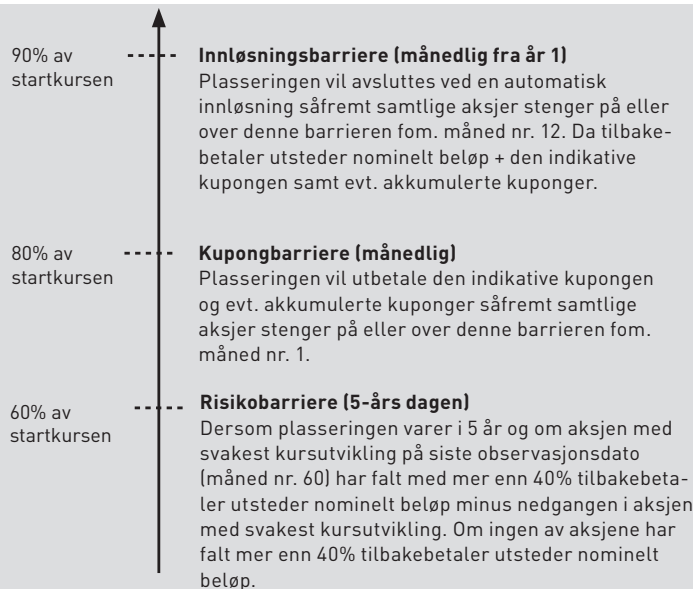 90% av
startkursen
Innløsningsbarriere (månedlig fra år 1)
Plasseringen vil avsluttes ved en automatisk
innløsning såfremt samtlige aksjer stenger på eller
over denne barrieren fom. måned nr. 12. Da tilbake-
betaler utsteder nominelt beløp + den indikative
kupongen samt evt. akkumulerte kuponger.
80% av
startkursen
Kupongbarriere (månedlig)
Plasseringen vil utbetale den indikative kupongen
og evt. akkumulerte kuponger såfremt samtlige
aksjer stenger på eller over denne barrieren fom.
måned nr. 1.
60% av
startkursen
Risikobarriere (5-års dagen)
Dersom plasseringen varer i 5 år og om aksjen med
svakest kursutvikling på siste observasjonsdato
(måned nr. 60) har falt med mer enn 40% tilbakebeta-
ler utsteder nominelt beløp minus nedgangen i aksjen
med svakest kursutvikling. Om ingen av aksjene har
falt mer enn 40% tilbakebetaler utsteder nominelt
beløp.